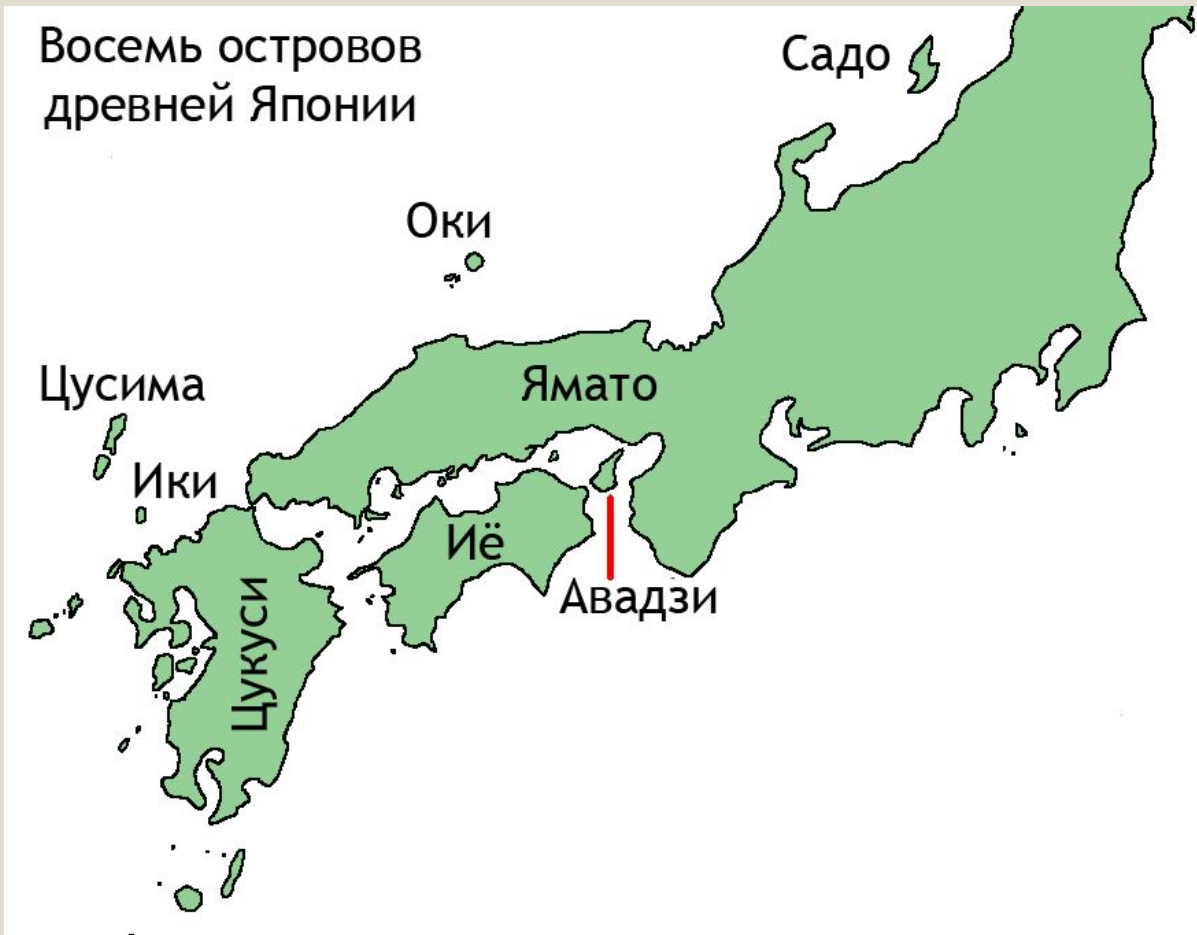 Восемь островов
древней Японии
Садо
Оки
Цусима
Ямато
Ики
Иё
Авадзи
Цукуси